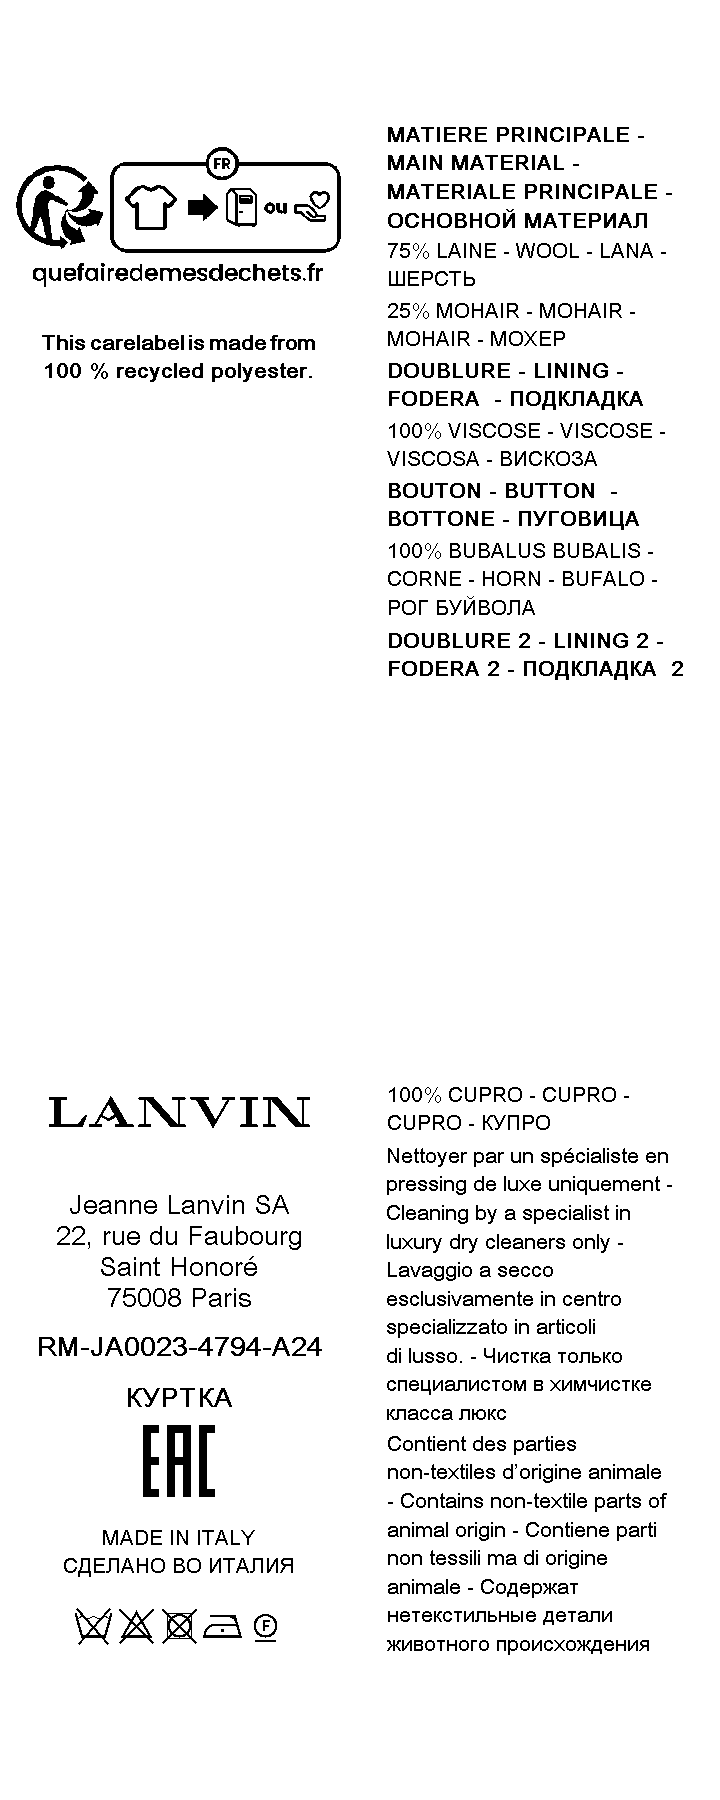 FR
ou
quefairedemesdechets.fr
This carelabel is made from
100 % recycled polyester.
MATIERE PRINCIPALE -
MAIN MATERIAL -
MATERIALE PRINCIPALE -
ОСНОВНОЙ МАТЕРИАЛ
75% LAINE - WOOL - LANA -
ШЕРСТЬ
25% MOHAIR - MOHAIR -
MOHAIR - МОХЕР
DOUBLURE - LINING -
FODERA - ПОДКЛАДКА
100% VISCOSE - VISCOSE -
VISCOSA - ВИСКОЗА
BOUTON - BUTTON -
BOTTONE - ПУГОВИЦА
100% BUBALUS BUBALIS -
CORNE - HORN - BUFALO -
РОГ БУЙВОЛА
DOUBLURE 2 - LINING 2 -
FODERA 2 - ПОДКЛАДКА 2
LANVIN
Jeanne Lanvin SA
22, rue du Faubourg
Saint Honoré
75008 Paris
RM-JA0023-4794-A24
КУРТКА
EAC
MADE IN ITALY
СДЕЛАНО ВО ИТАЛИЯ
F
100% CUPRO - CUPRO -
CUPRO - КУПРО
Nettoyer par un spécialiste en
pressing de luxe uniquement -
Cleaning by a specialist in
luxury dry cleaners only -
Lavaggio a secco
esclusivamente in centro
specializzato in articoli
di lusso. - Чистка только
специалистом в химчистке
класса люкс
Contient des parties
non-textiles d’origine animale
- Contains non-textile parts of
animal origin - Contiene parti
non tessili ma di origine
animale - Содержат
нетекстильные детали
животного происхождения